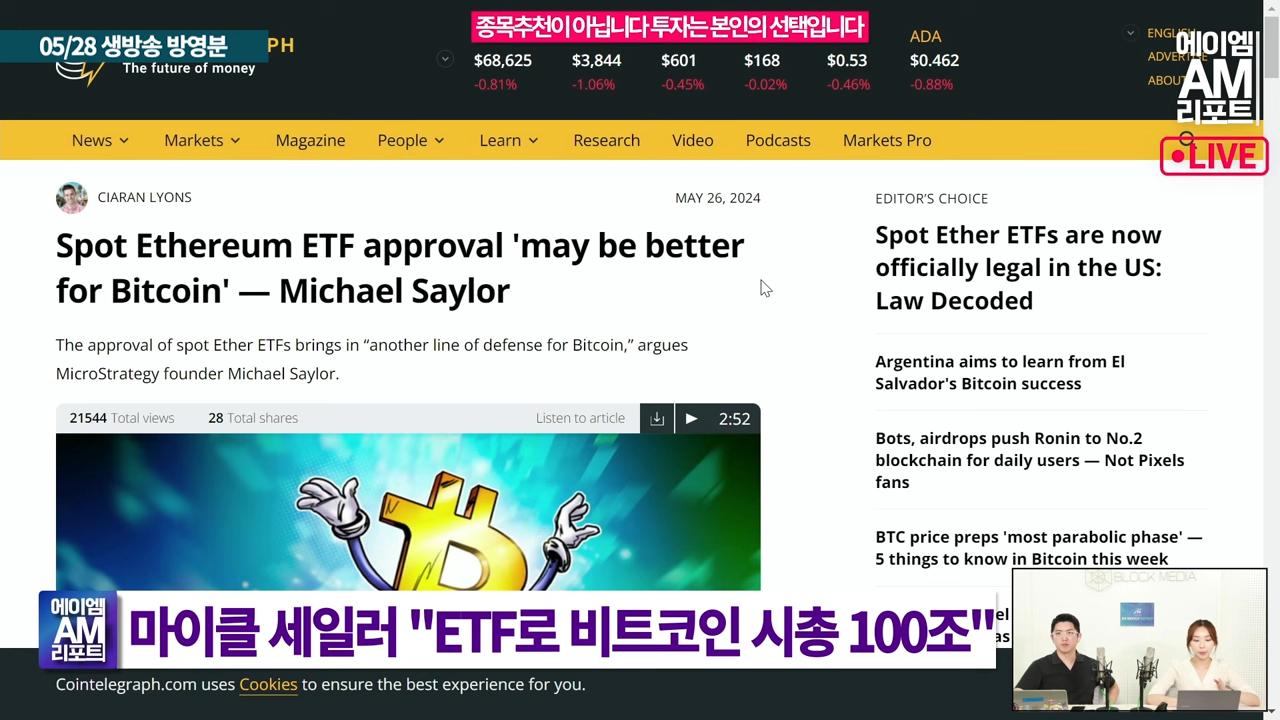 종목추천이 아닙니다 투자는 본인의 선택입니다
05/28 생방송 방영분
PH
The future of money
ADA
$68,625 $3,844 $601 $168 $0.53 $0.462
-0.81% -1.06% -0.45% -0.02% -0.46% -0.88%
ENGLISH
ADVERTISE
ABOUT
에이엠
AM
리포트
LIVE
News Markets Magazine People Learn Research Video Podcasts Markets Pro
CIARAN LYONS
MAY 26, 2024
Spot Ethereum ETF approval 'may be better
for Bitcoin' — Michael Saylor
The approval of spot Ether ETFs brings in “another line of defense for Bitcoin,” argues
MicroStrategy founder Michael Saylor.
21544 Total views 28 Total shares Listen to article 2:52
EDITOR'S CHOICE
Spot Ether ETFs are now
officially legal in the US:
Law Decoded
Argentina aims to learn from El
Salvador's Bitcoin success
Bots, airdrops push Ronin to No.2
blockchain for daily users — Not Pixels
fans
BTC price preps 'most parabolic phase' —
5 things to know in Bitcoin this week
el
as
BLOCK MEDIA
에이엠
AM
리포트
마이클 세일러 "ETF로 비트코인 시총 100조"
Cointelegraph.com uses Cookies to ensure the best experience for you.